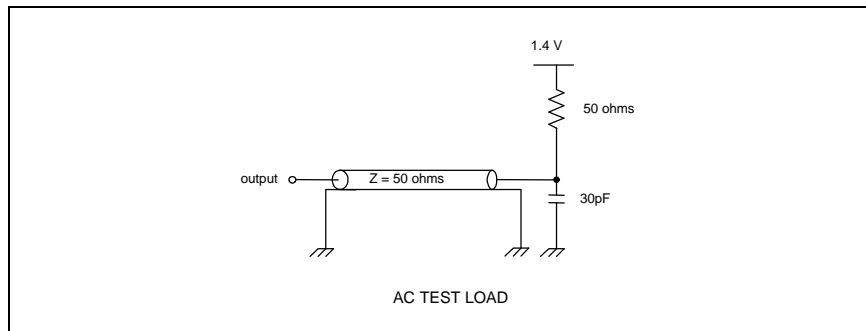 1.4 V
50 ohms
output
Z = 50 ohms
30pF
AC TEST LOAD